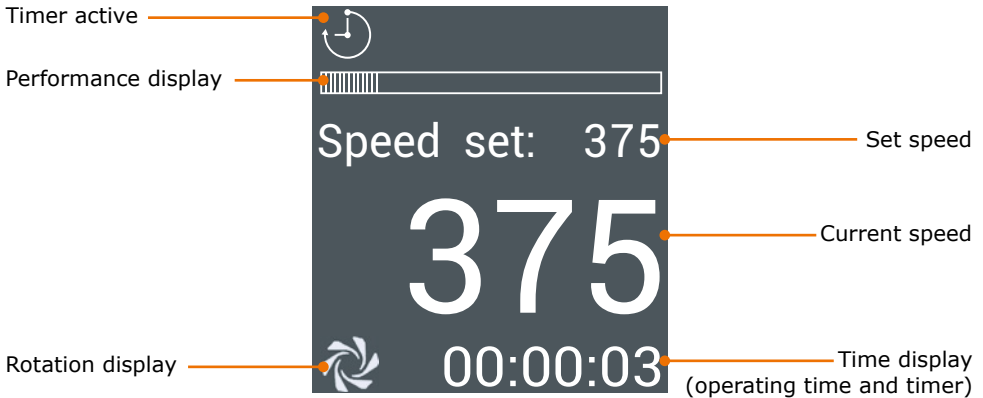 Timer active
Performance display
Speed set: 375
Set speed
375
Current speed
Rotation display
00:00:03
Time display
(operating time and timer)